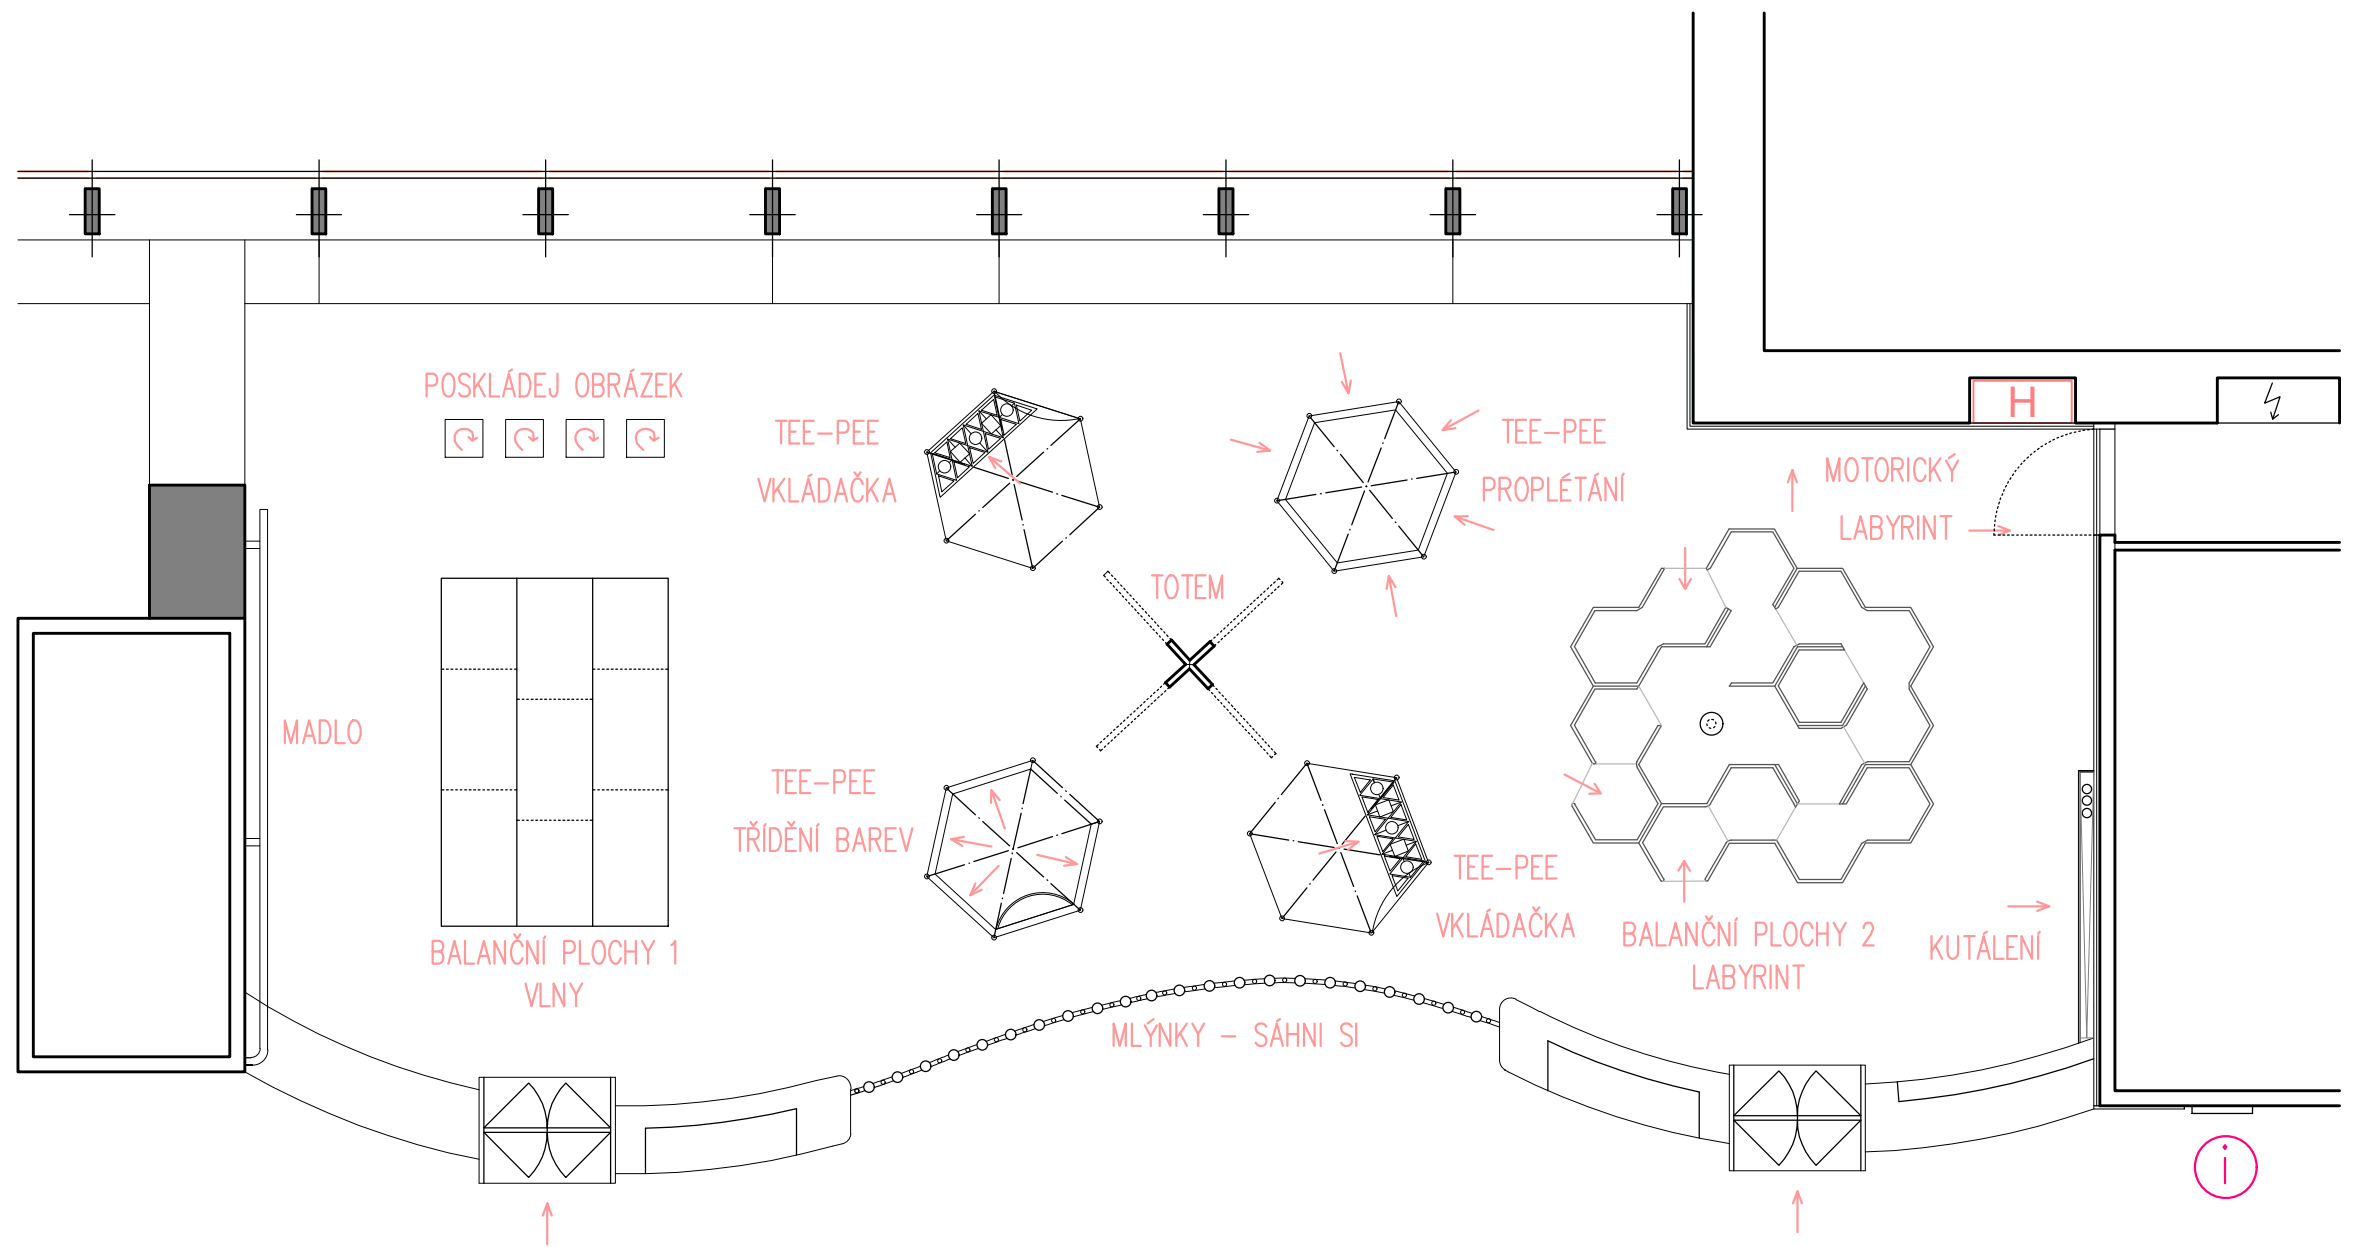 POSKLÁDEJ OBRÁZEK
TEE-PEE
VKLÁDAČKA
TEE-PEE
PROPLÉTÁNÍ
H
MOTORICKÝ
LABYRINT
TOTEM
MADLO
TEE-PEE
TŘÍDĚNÍ BAREV
TEE-PEE
VKLÁDAČKA
BALANČNÍ PLOCHY 1
VLNY
BALANČNÍ PLOCHY 2
LABYRINT
KUTÁLENÍ
MLÝNKY - SÁHNI SI
i